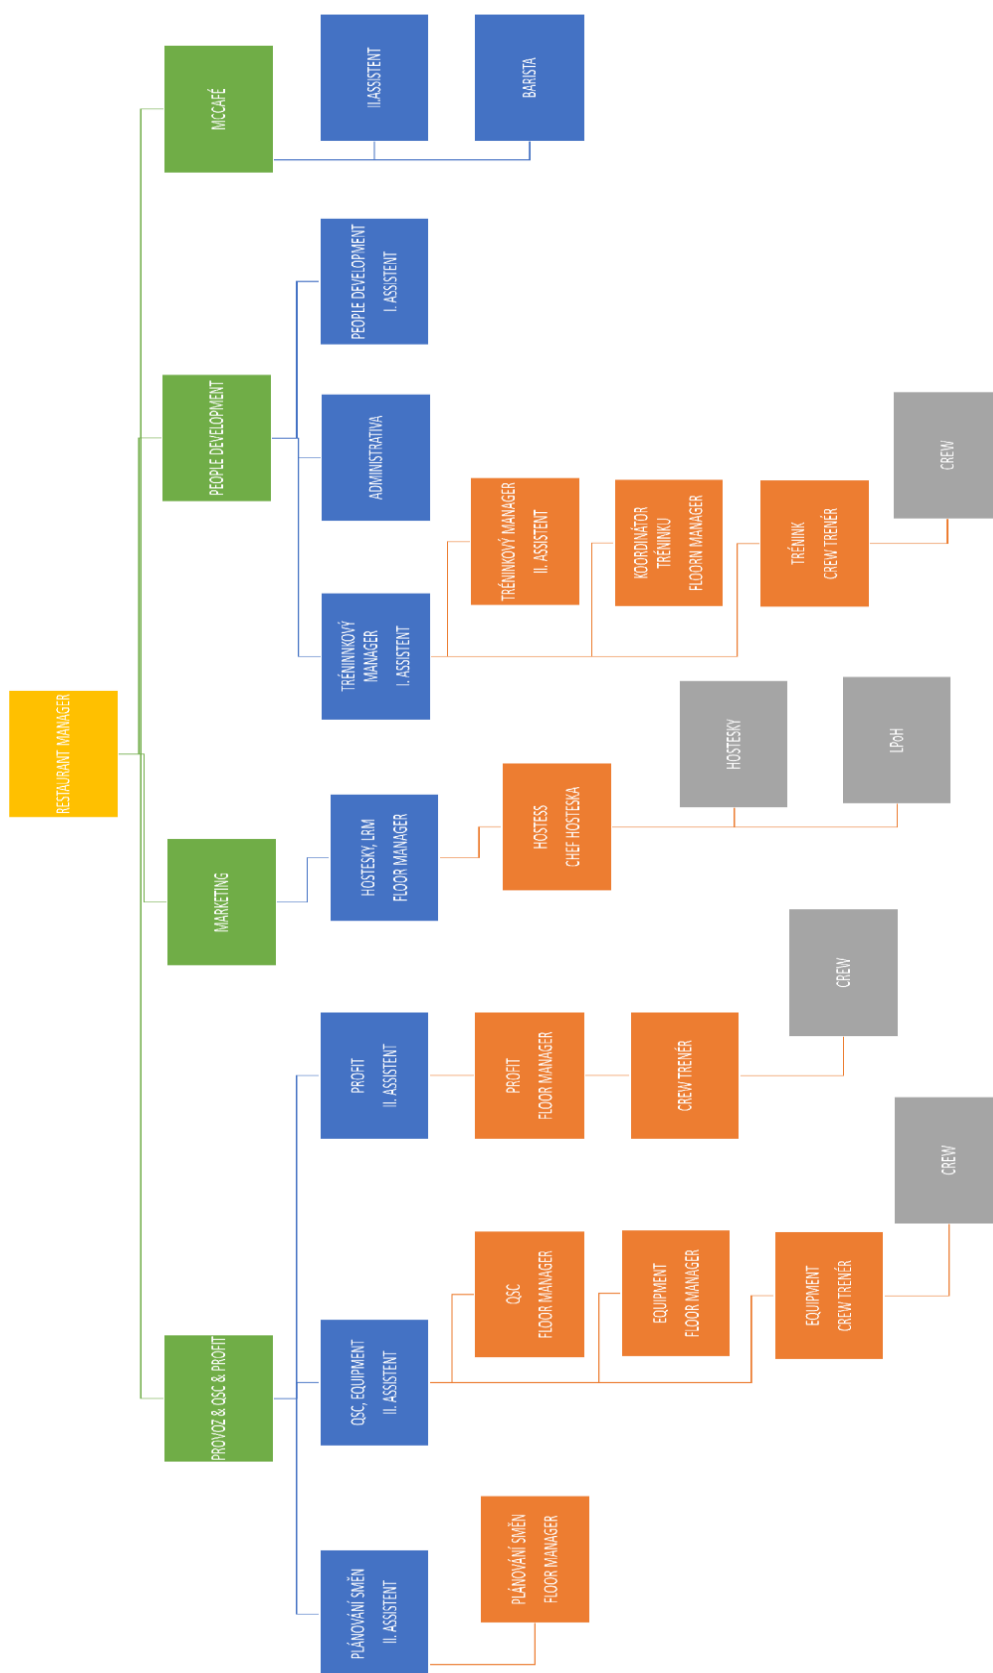 RESTAURANT MANAGER
PROVOZ & QSC & PROFIT
MARKETING
PEOPLE DEVELOPMENT
MCCAFÉ
PLÁNOVÁNÍ SMĚN
II. ASSISTENT
QSC, EQUIPMENT
II. ASSISTENT
PROFIT
II. ASSISTENT
HOSTESKY, LRM
FLOOR MANAGER
TRÉNINNKOVÝ
MANAGER
I. ASSISTENT
ADMINISTRATIVA
PEOPLE DEVELOPMENT
I. ASSISTENT
II.ASSISTENT
PLÁNOVÁNÍ SMĚN
FLOOR MANAGER
QSC
FLOOR MANAGER
PROFIT
FLOOR MANAGER
HOSTESS
CHEF HOSTESKA
TRÉNINKOVÝ MANAGER
II. ASSISTENT
BARISTA
EQUIPMENT
FLOOR MANAGER
CREW TRENÉR
HOSTESKY
KOORDINÁTOR
TRÉNINKU
FLOORN MANAGER
EQUIPMENT
CREW TRENÉR
CREW
LPoH
TRÉNINK
CREW TRENÉR
CREW
CREW